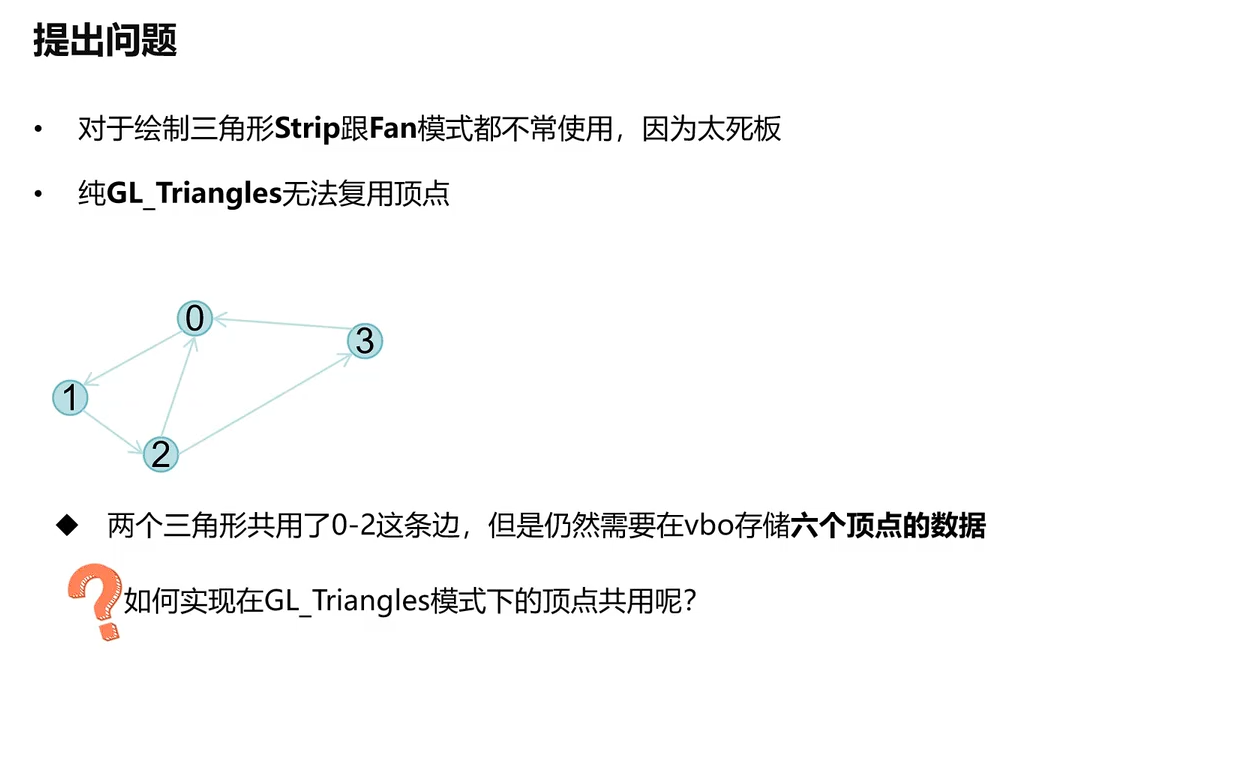 提出问题
• 对于绘制三角形Strip跟Fan模式都不常使用，因为太死板
• 纯GL_Triangles无法复用顶点
0
3
1
2
◆ 两个三角形共用了0-2这条边，但是仍然需要在vbo存储六个顶点的数据
如何实现在GL_Triangles模式下的顶点共用呢？